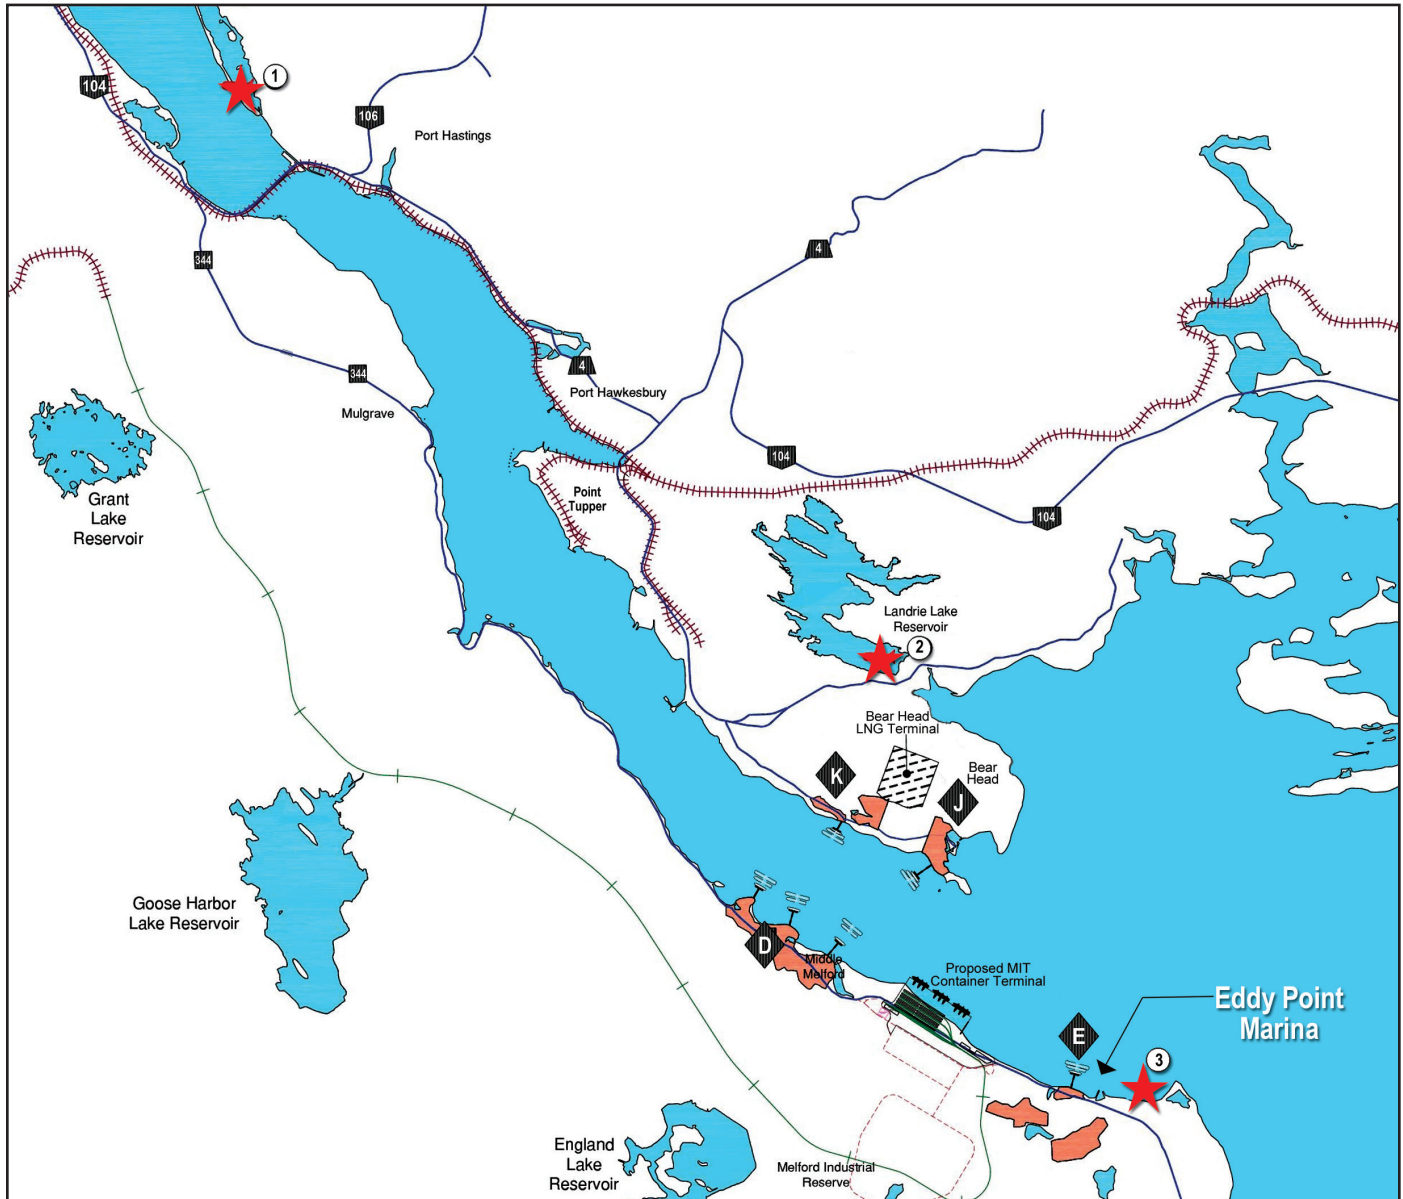 1
104
106
Port Hastings
4
344
344
Mulgrave
4
Port Hawkesbury
104
Point
Tupper
104
Grant
Lake
Reservoir
Landrie Lake
Reservoir
2
Bear Head
LNG Terminal
Bear
Head
K
J
Goose Harbor
Lake Reservoir
D
Middle
Melford
Proposed MIT
Container Terminal
Eddy Point
Marina
E
3
England
Lake
Reservoir
Melford Industrial
Reserve